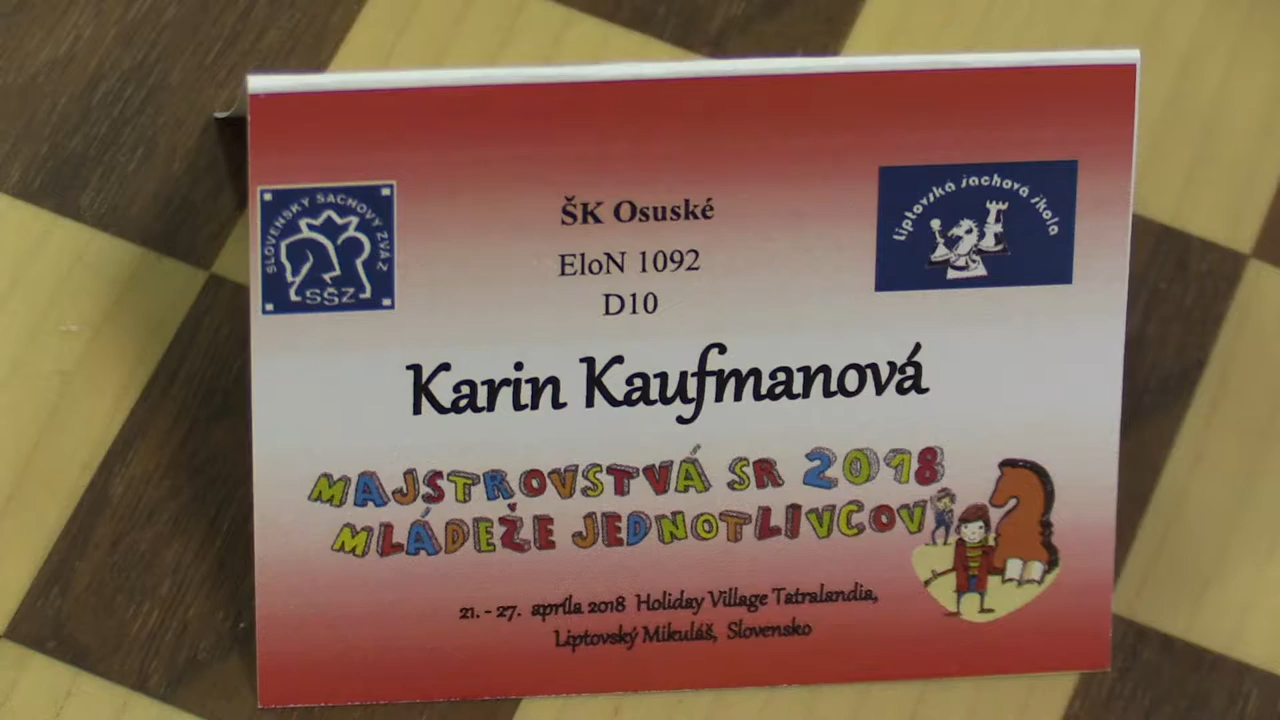 SLOVENSKÝ ŠACHOVÝ ZVÄZ
SŠZ
ŠK Osuské
EloN 1092
D10
Liptovská šachová škola
Karin Kaufmanová
MAJSTROVSTVÁ SR 2018
MLÁDEŽE JEDNOTLIVCOV
21. - 27. apríla 2018 Holiday Village Tatralandia,
Liptovský Mikuláš, Slovensko